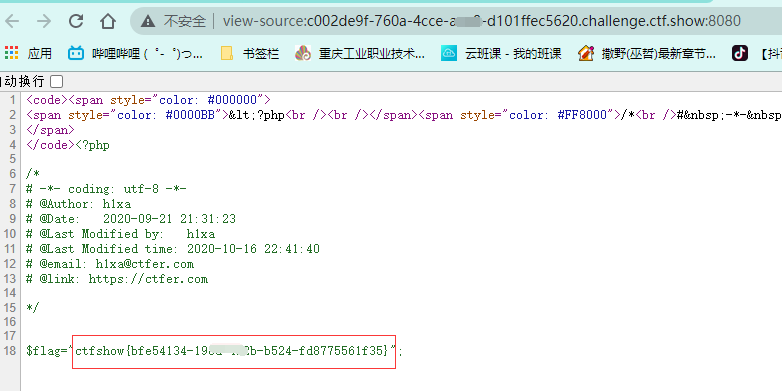 不安全 | view-source:c002de9f-760a-4cce-a -d101ffec5620.challenge.ctf.show:8080
应用 哔哩哔哩 ( ゜- ゜)つ... 书签栏 重庆工业职业技术... 云班课 - 我的班课 撒野(巫哲)最新章节... 【抖
自动换行
1 <code><span style="color: #000000">
2 <span style="color: #0000BB">&lt;?php<br /><br /></span><span style="color: #FF8000">/*<br />#&nbsp;-*-&nbsp
3 </span>
4 </code><?php
5
6 /*
7 # -*- coding: utf-8 -*-
8 # @Author: h1xa
9 # @Date:   2020-09-21 21:31:23
10 # @Last Modified by:   h1xa
11 # @Last Modified time: 2020-10-16 22:41:40
12 # @email: h1xa@ctfer.com
13 # @link: https://ctfer.com
14
15 */
16
17
18 $flag="ctfshow{bfe54134- -b524-fd8775561f35}";